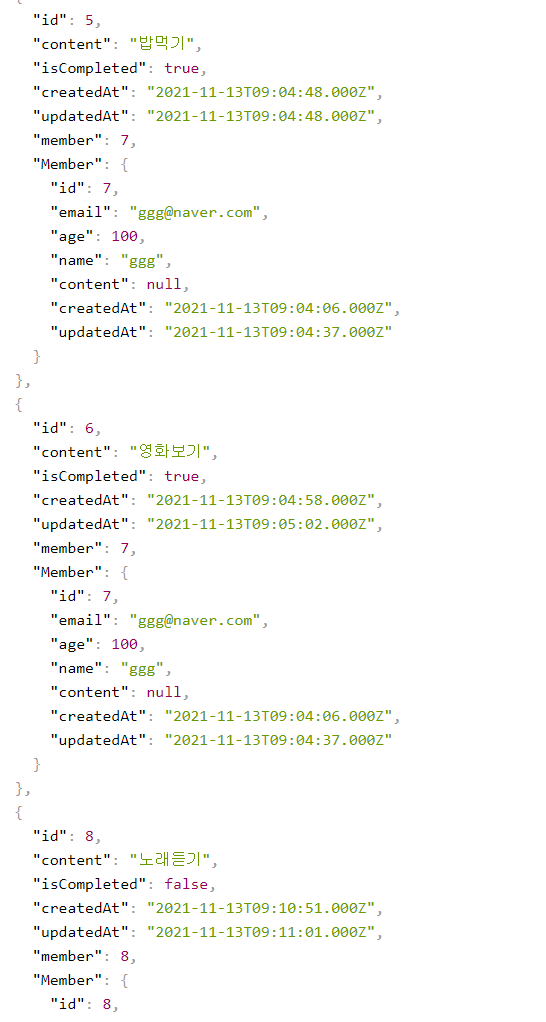 {
"id": 5,
"content": "밥먹기",
"isCompleted": true,
"createdAt": "2021-11-13T09:04:48.000Z",
"updatedAt": "2021-11-13T09:04:48.000Z",
"member": 7,
"Member": {
"id": 7,
"email": "ggg@naver.com",
"age": 100,
"name": "ggg",
"content": null,
"createdAt": "2021-11-13T09:04:06.000Z",
"updatedAt": "2021-11-13T09:04:37.000Z"
}
},
{
"id": 6,
"content": "영화보기",
"isCompleted": true,
"createdAt": "2021-11-13T09:04:58.000Z",
"updatedAt": "2021-11-13T09:05:02.000Z",
"member": 7,
"Member": {
"id": 7,
"email": "ggg@naver.com",
"age": 100,
"name": "ggg",
"content": null,
"createdAt": "2021-11-13T09:04:06.000Z",
"updatedAt": "2021-11-13T09:04:37.000Z"
}
},
{
"id": 8,
"content": "노래듣기",
"isCompleted": false,
"createdAt": "2021-11-13T09:10:51.000Z",
"updatedAt": "2021-11-13T09:11:01.000Z",
"member": 8,
"Member": {
"id": 8,